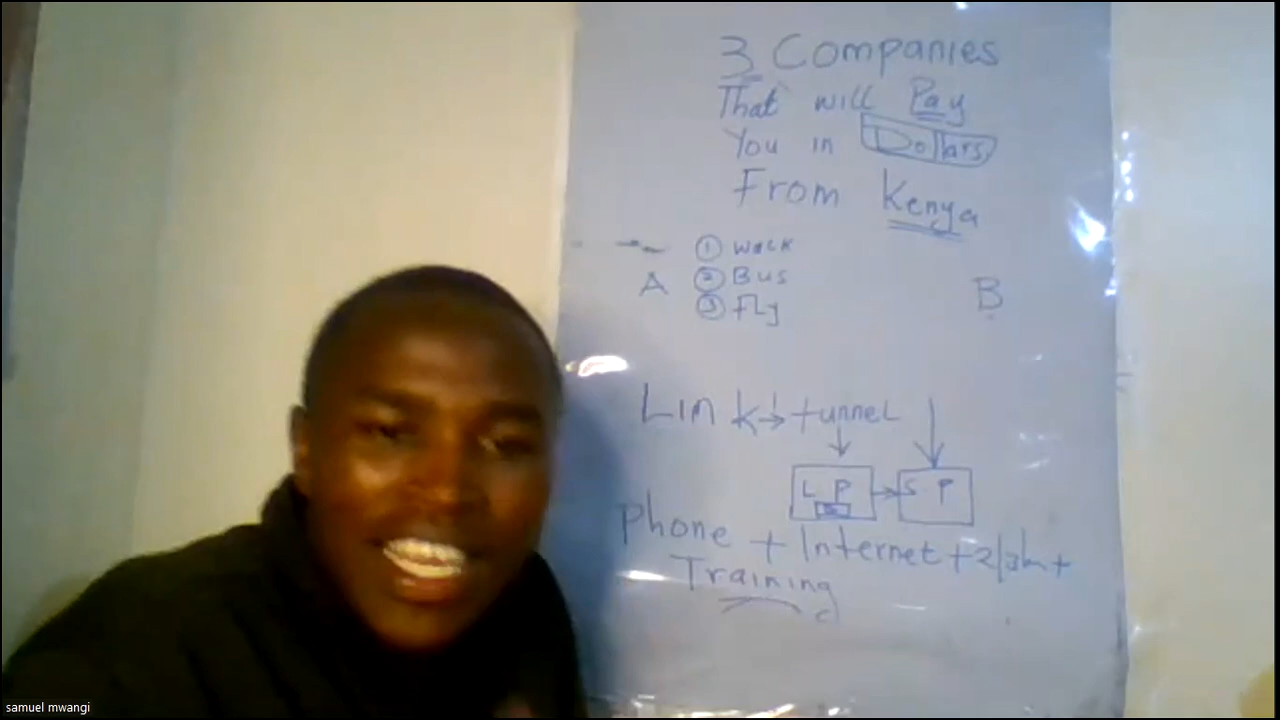 3 Companies
That will Pay
You in Dollars
From Kenya
① walk
A ② Bus B
③ Fly
Link → tunnel
L P → S P
Phone + Internet + 2/3hr +
Training
samuel mwangi